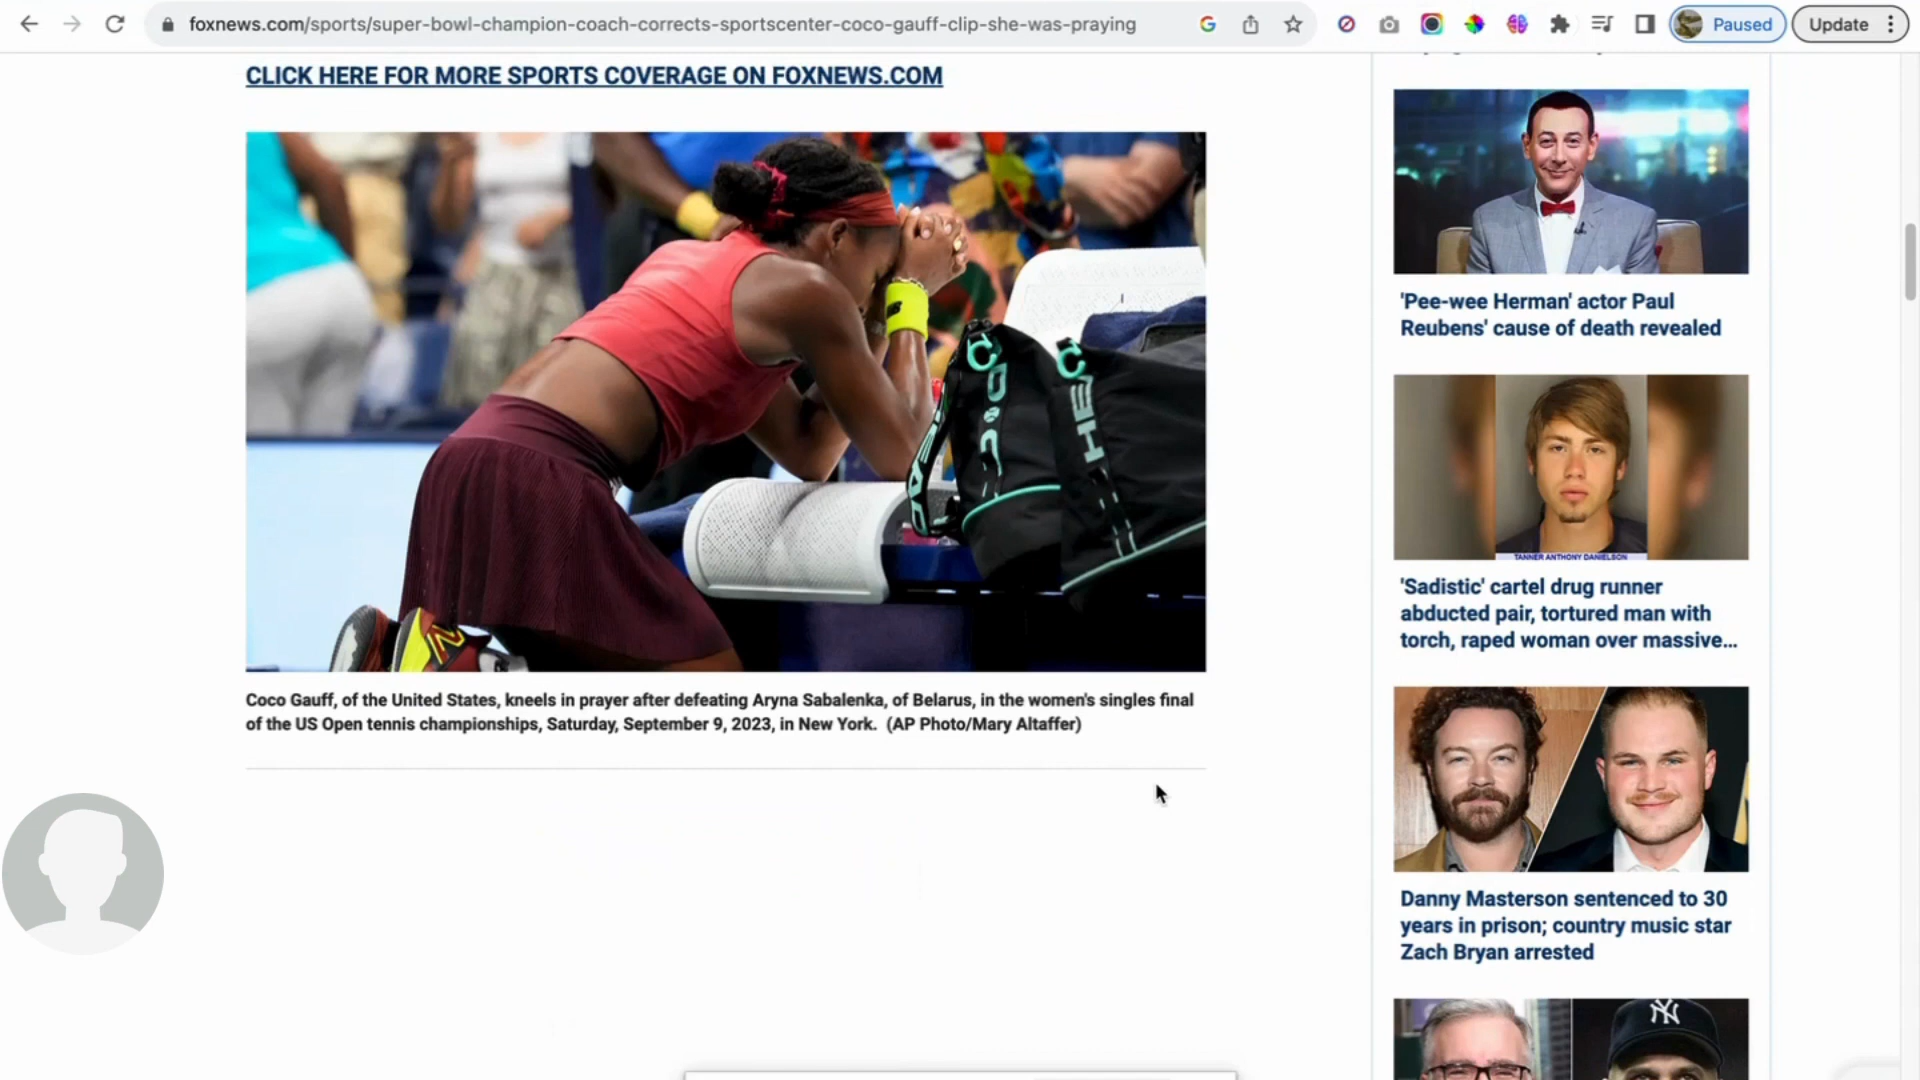 foxnews.com/sports/super-bowl-champion-coach-corrects-sportscenter-coco-gauff-clip-she-was-praying
Paused
Update
CLICK HERE FOR MORE SPORTS COVERAGE ON FOXNEWS.COM
HEAD
HEA
Coco Gauff, of the United States, kneels in prayer after defeating Aryna Sabalenka, of Belarus, in the women's singles final
of the US Open tennis championships, Saturday, September 9, 2023, in New York. (AP Photo/Mary Altaffer)
'Pee-wee Herman' actor Paul
Reubens' cause of death revealed
TANNER ANTHONY DANIELSON
'Sadistic' cartel drug runner
abducted pair, tortured man with
torch, raped woman over massive...
Danny Masterson sentenced to 30
years in prison; country music star
Zach Bryan arrested
NY